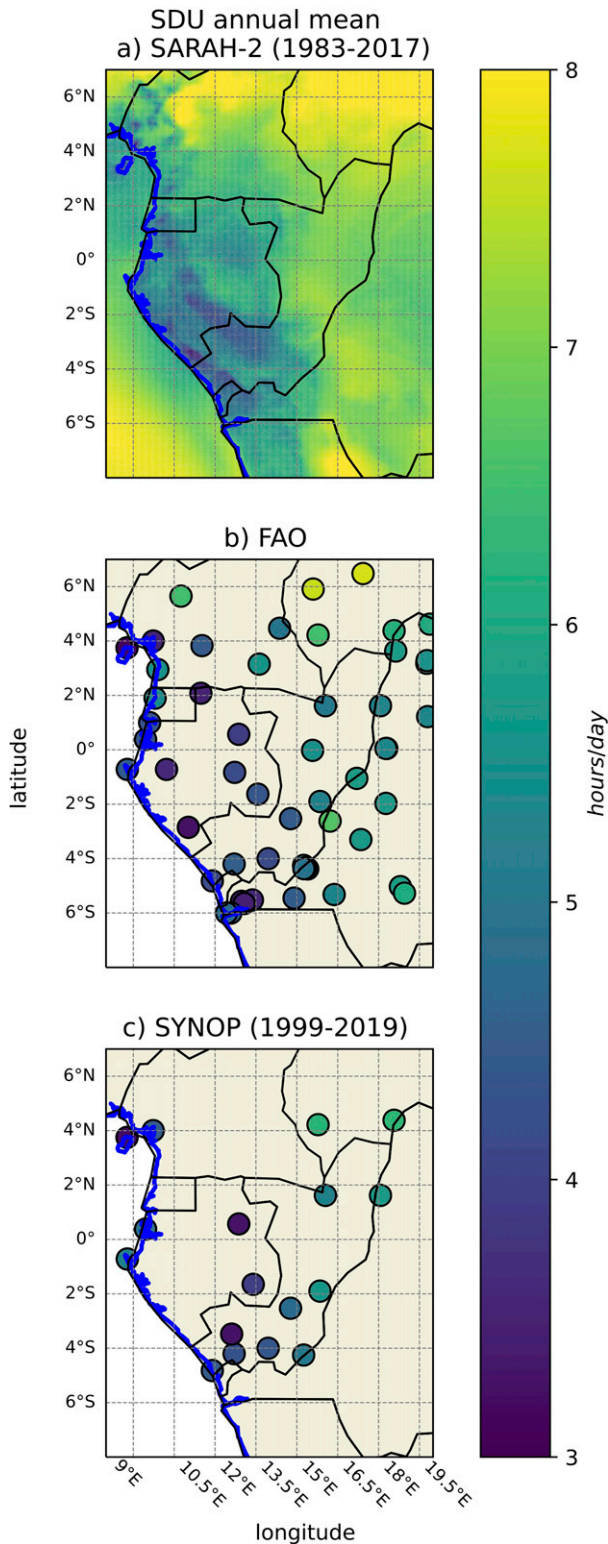 SDU annual mean
a) SARAH-2 (1983-2017)
6°N
4°N
2°N
0°
2°S
4°S
6°S
b) FAO
6°N
4°N
2°N
0°
2°S
4°S
6°S
latitude
c) SYNOP (1999-2019)
6°N
4°N
2°N
0°
2°S
4°S
6°S
9°E
10.5°E
12°E
13.5°E
15°E
16.5°E
18°E
19.5°E
longitude
8
7
6
5
4
3
hours/day